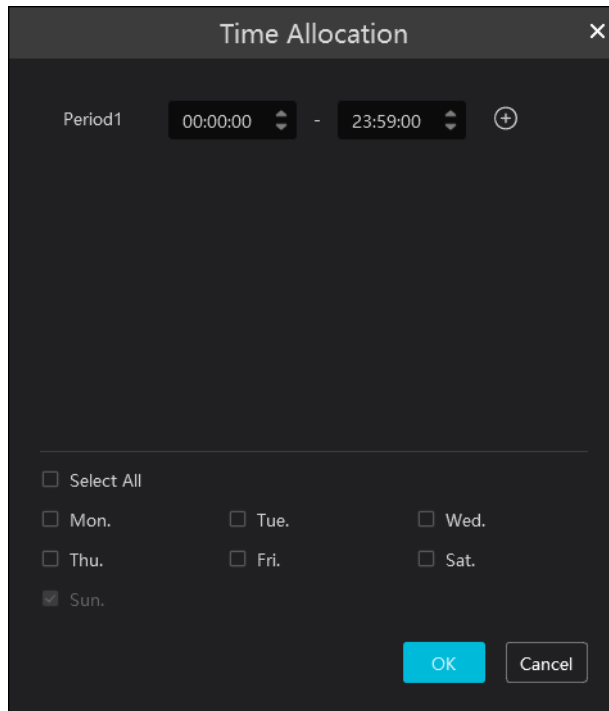 Time Allocation
Period1 00:00:00 - 23:59:00
Select All
Mon. Tue. Wed.
Thu. Fri. Sat.
Sun.
OK Cancel